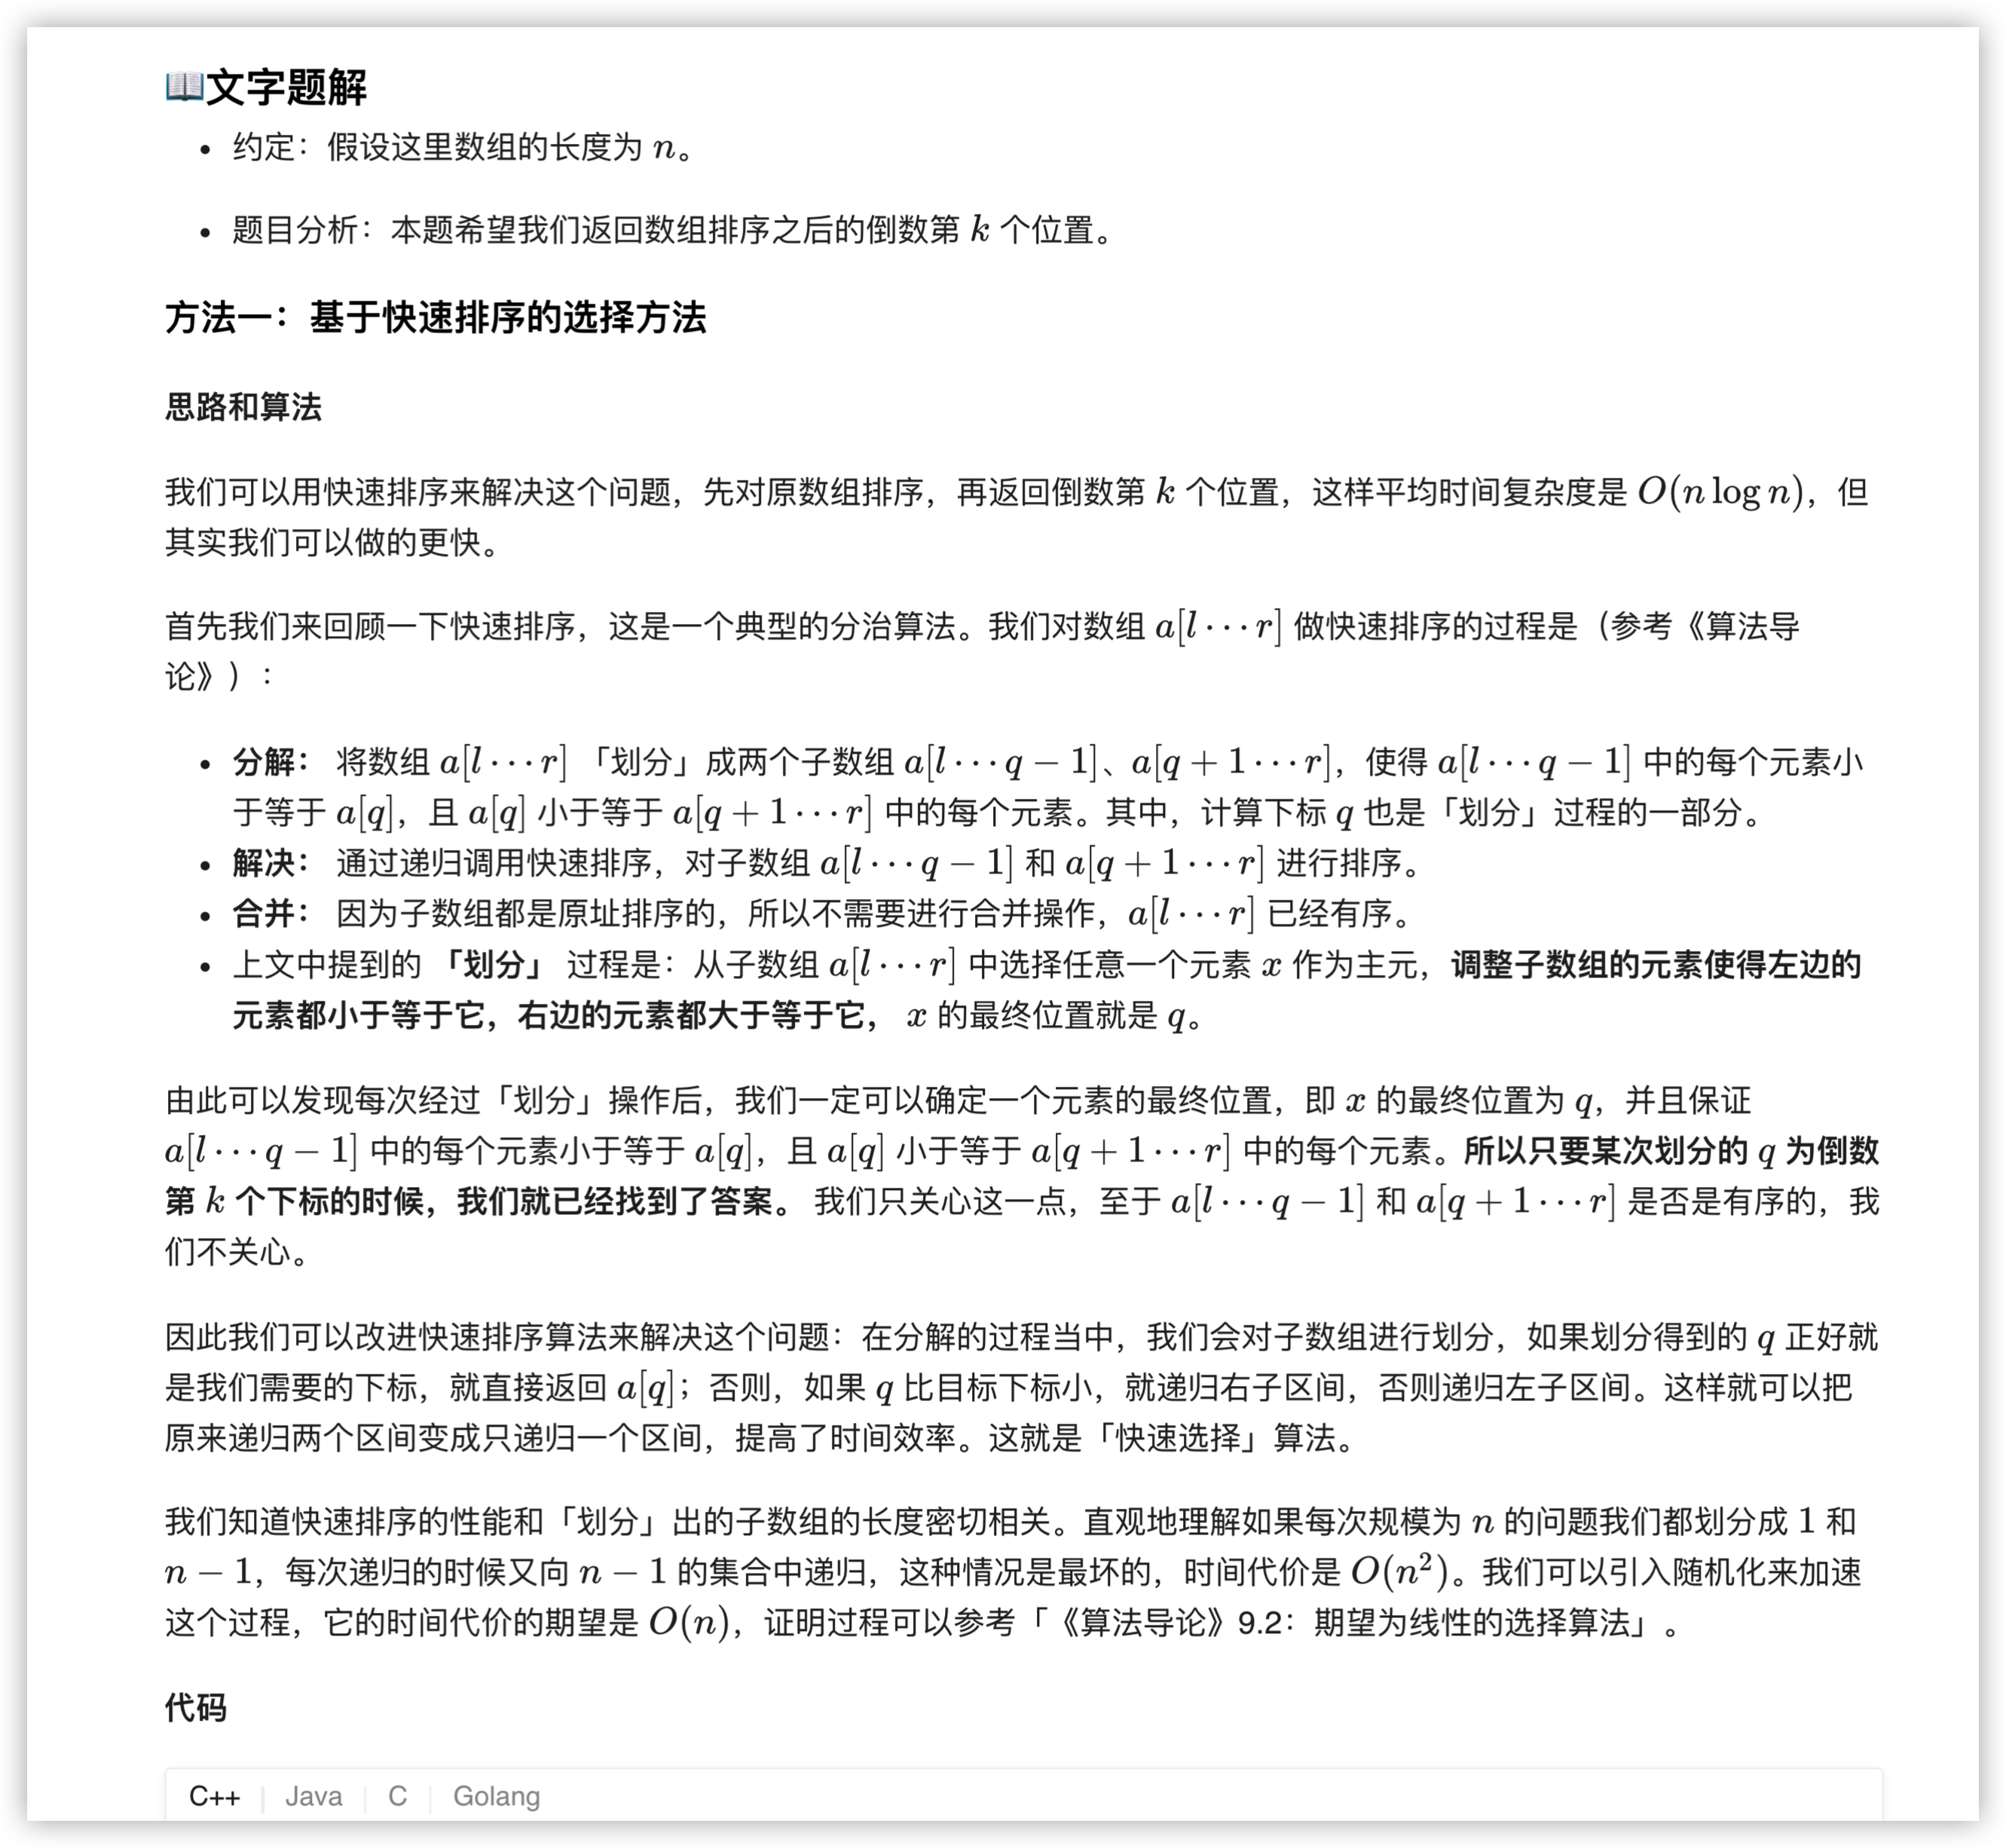 📖文字题解
• 约定：假设这里数组的长度为 n。
• 题目分析：本题希望我们返回数组排序之后的倒数第 k 个位置。
方法一：基于快速排序的选择方法
思路和算法
我们可以用快速排序来解决这个问题，先对原数组排序，再返回倒数第 k 个位置，这样平均时间复杂度是 O(n log n)，但
其实我们可以做的更快。
首先我们来回顾一下快速排序，这是一个典型的分治算法。我们对数组 a[l⋯r] 做快速排序的过程是（参考《算法导
论》）：
• 分解： 将数组 a[l⋯r] 「划分」成两个子数组 a[l⋯q − 1]、a[q + 1⋯r]，使得 a[l⋯q − 1] 中的每个元素小
于等于 a[q]，且 a[q] 小于等于 a[q + 1⋯r] 中的每个元素。其中，计算下标 q 也是「划分」过程的一部分。
• 解决： 通过递归调用快速排序，对子数组 a[l⋯q − 1] 和 a[q + 1⋯r] 进行排序。
• 合并： 因为子数组都是原址排序的，所以不需要进行合并操作，a[l⋯r] 已经有序。
• 上文中提到的 「划分」 过程是：从子数组 a[l⋯r] 中选择任意一个元素 x 作为主元，调整子数组的元素使得左边的
元素都小于等于它，右边的元素都大于等于它， x 的最终位置就是 q。
由此可以发现每次经过「划分」操作后，我们一定可以确定一个元素的最终位置，即 x 的最终位置为 q，并且保证
a[l⋯q − 1] 中的每个元素小于等于 a[q]，且 a[q] 小于等于 a[q + 1⋯r] 中的每个元素。所以只要某次划分的 q 为倒数
第 k 个下标的时候，我们就已经找到了答案。 我们只关心这一点，至于 a[l⋯q − 1] 和 a[q + 1⋯r] 是否是有序的，我
们不关心。
因此我们可以改进快速排序算法来解决这个问题：在分解的过程当中，我们会对子数组进行划分，如果划分得到的 q 正好就
是我们需要的下标，就直接返回 a[q]；否则，如果 q 比目标下标小，就递归右子区间，否则递归左子区间。这样就可以把
原来递归两个区间变成只递归一个区间，提高了时间效率。这就是「快速选择」算法。
我们知道快速排序的性能和「划分」出的子数组的长度密切相关。直观地理解如果每次规模为 n 的问题我们都划分成 1 和
n − 1，每次递归的时候又向 n − 1 的集合中递归，这种情况是最坏的，时间代价是 O(n²)。我们可以引入随机化来加速
这个过程，它的时间代价的期望是 O(n)，证明过程可以参考「《算法导论》9.2：期望为线性的选择算法」。
代码
C++ | Java | C | Golang